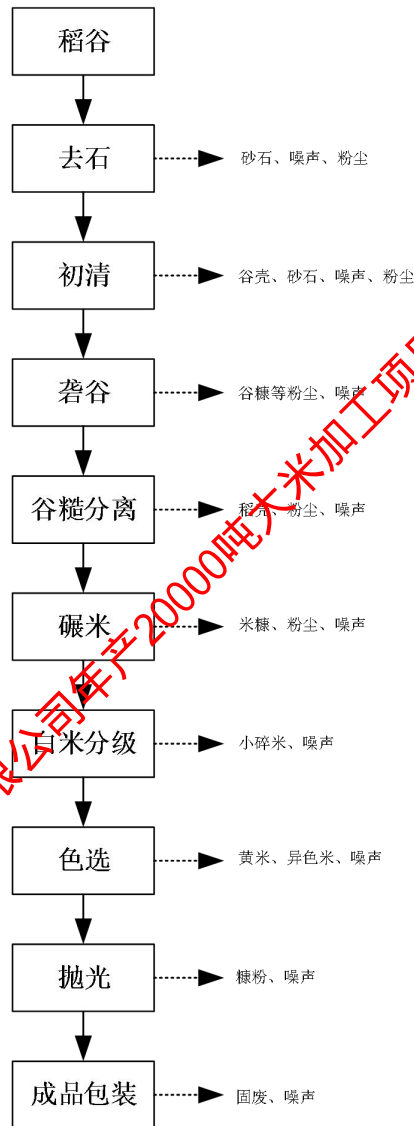 稻谷
去石
砂石、噪声、粉尘
初清
谷壳、砂石、噪声、粉尘
砻谷
谷糠等粉尘、噪声
谷糙分离
稻壳、粉尘、噪声
碾米
米糠、粉尘、噪声
白米分级
小碎米、噪声
色选
黄米、异色米、噪声
抛光
糠粉、噪声
成品包装
固废、噪声
限公司年产20000吨大米加工项